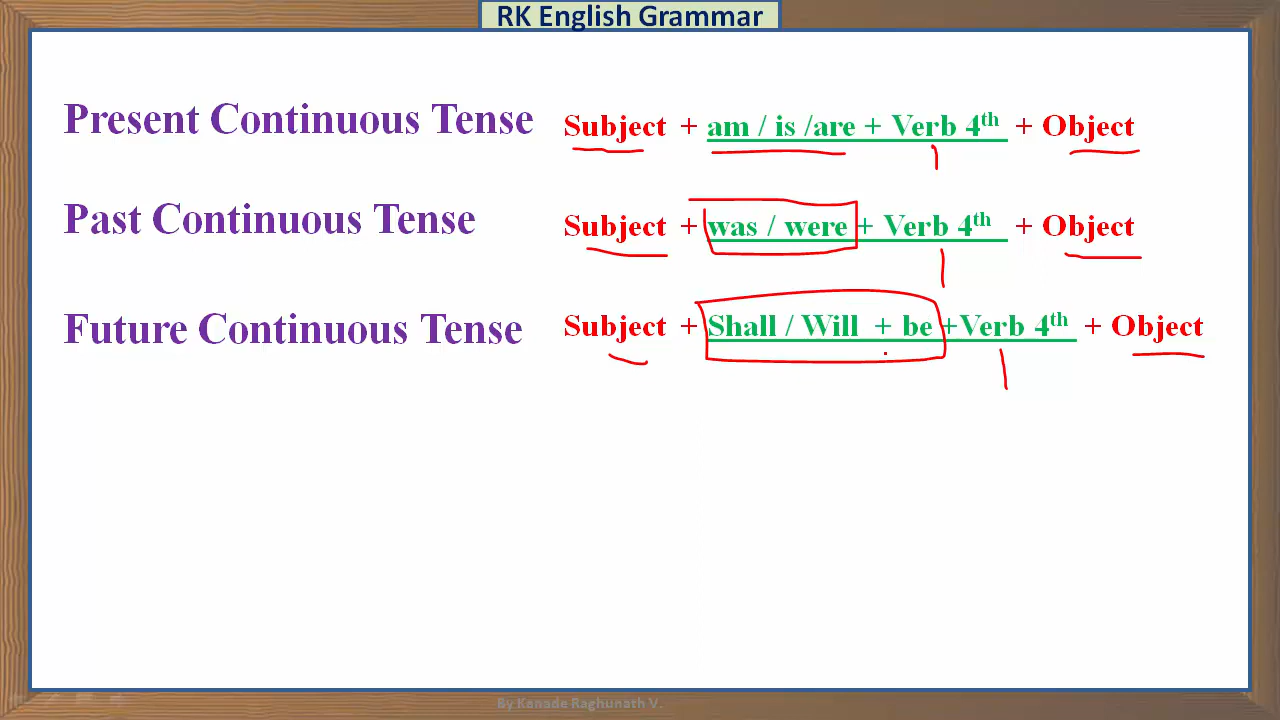 RK English Grammar
Present Continuous Tense Subject + am / is /are + Verb 4th + Object
Past Continuous Tense Subject + was / were + Verb 4th + Object
Future Continuous Tense Subject + Shall / Will + be +Verb 4th + Object
By Kanade Raghunath V.